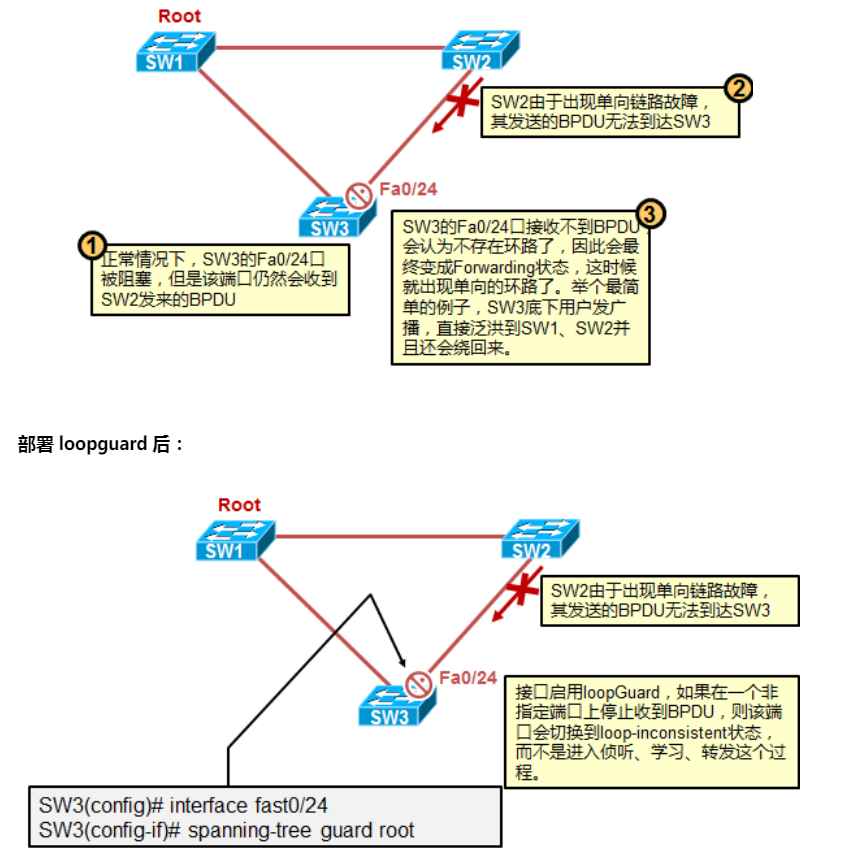 Root
SW1
SW2
2
SW2由于出现单向链路故障，
其发送的BPDU无法到达SW3
Fa0/24
SW3
3
SW3的Fa0/24口接收不到BPDU，
会认为不存在环路了，因此会最
终变成Forwarding状态，这时候
就出现单向的环路了。举个最简
单的例子，SW3底下用户发广
播，直接泛洪到SW1、SW2并
且还会绕回来。
1
正常情况下，SW3的Fa0/24口
被阻塞，但是该端口仍然会收到
SW2发来的BPDU
部署 loopguard 后：
Root
SW1
SW2
SW2由于出现单向链路故障，
其发送的BPDU无法到达SW3
Fa0/24
SW3
接口启用loopGuard，如果在一个非
指定端口上停止收到BPDU，则该端
口会切换到loop-inconsistent状态，
而不是进入侦听、学习、转发这个过
程。
SW3(config)# interface fast0/24
SW3(config-if)# spanning-tree guard root